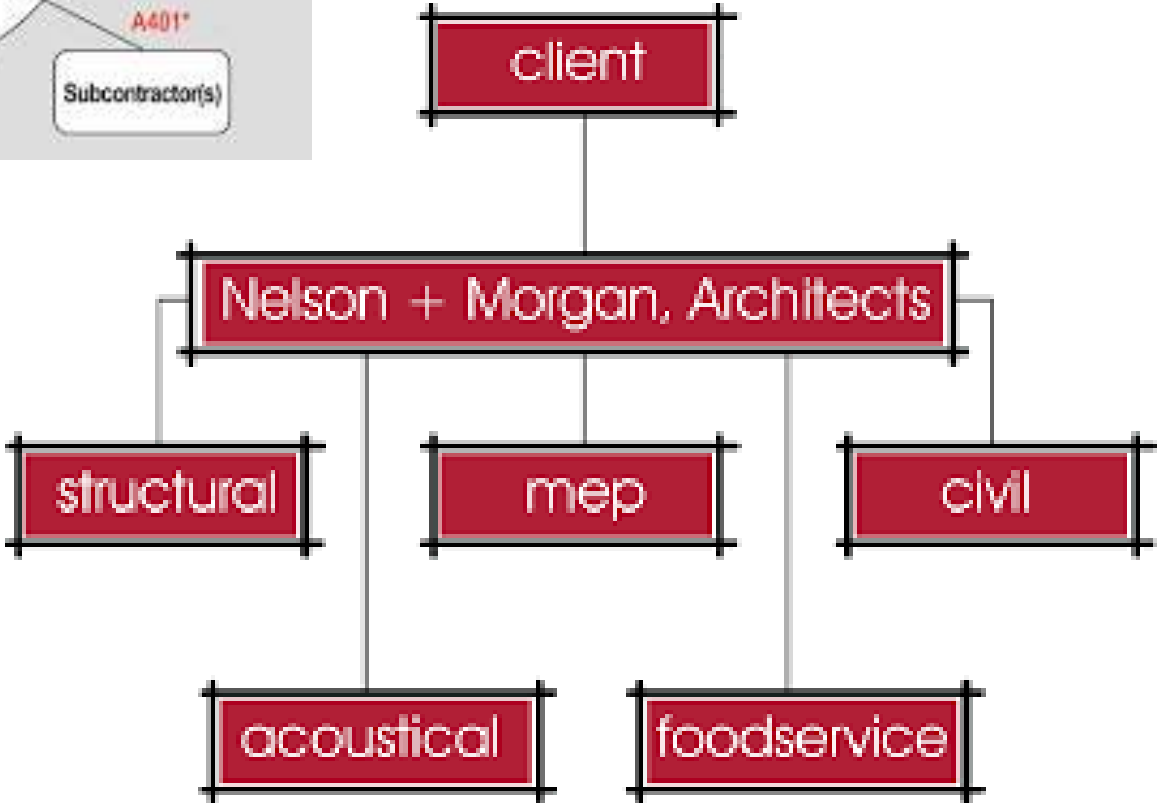 A401*
Subcontractor(s)
client
Nelson + Morgan, Architects
structural
mep
civil
acoustical
foodservice